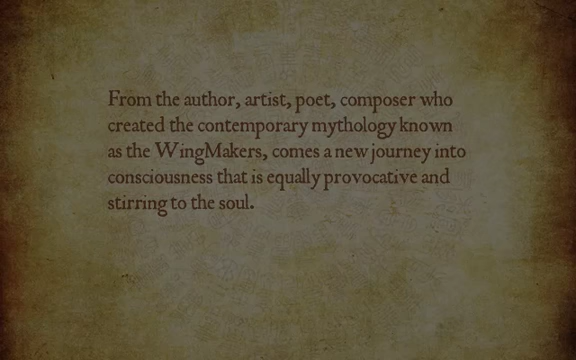 From the author, artist, poet, composer who
created the contemporary mythology known
as the WingMakers, comes a new journey into
consciousness that is equally provocative and
stirring to the soul.